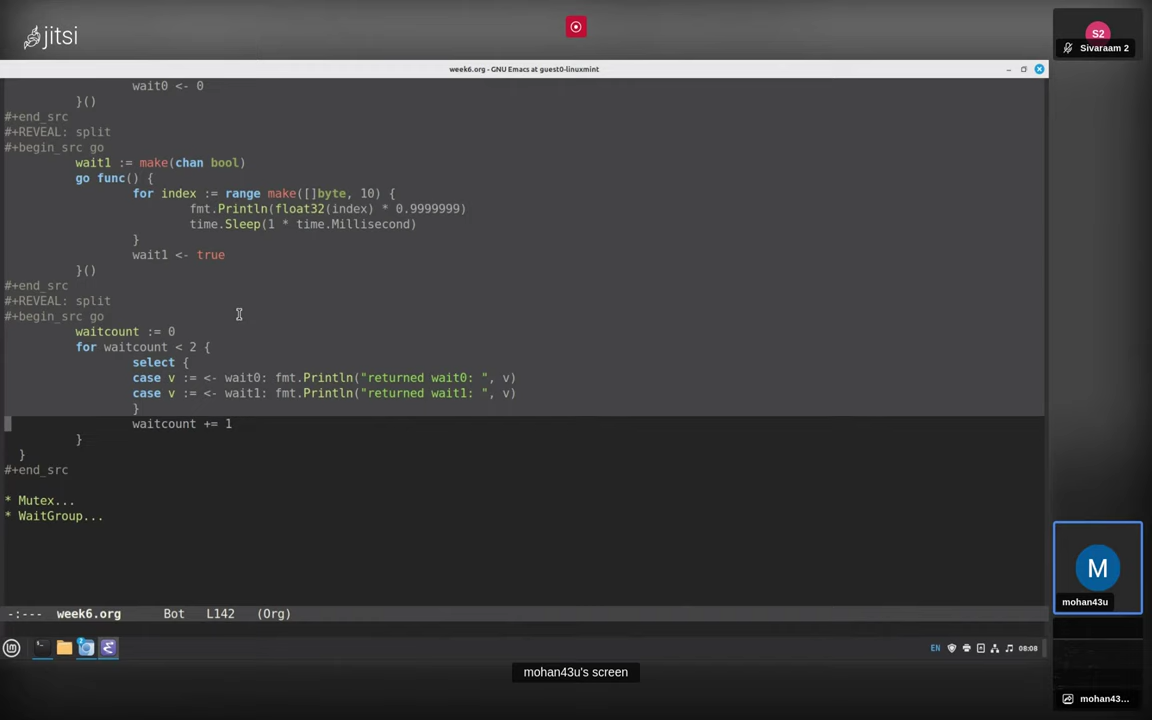 jitsi
week6.org - GNU Emacs at guest0-linuxmint
wait0 <- 0
}()
#+end_src
#+REVEAL: split
#+begin_src go
wait1 := make(chan bool)
go func() {
for index := range make([]byte, 10) {
fmt.Println(float32(index) * 0.9999999)
time.Sleep(1 * time.Millisecond)
}
wait1 <- true
}()
#+end_src
#+REVEAL: split
#+begin_src go
waitcount := 0
for waitcount < 2 {
select {
case v := <- wait0: fmt.Println("returned wait0: ", v)
case v := <- wait1: fmt.Println("returned wait1: ", v)
}
waitcount += 1
}
}
#+end_src
* Mutex...
* WaitGroup...
-:--- week6.org Bot L142 (Org)
EN 08:08
mohan43u's screen
S2
Sivaraam 2
M
mohan43u
mohan43...